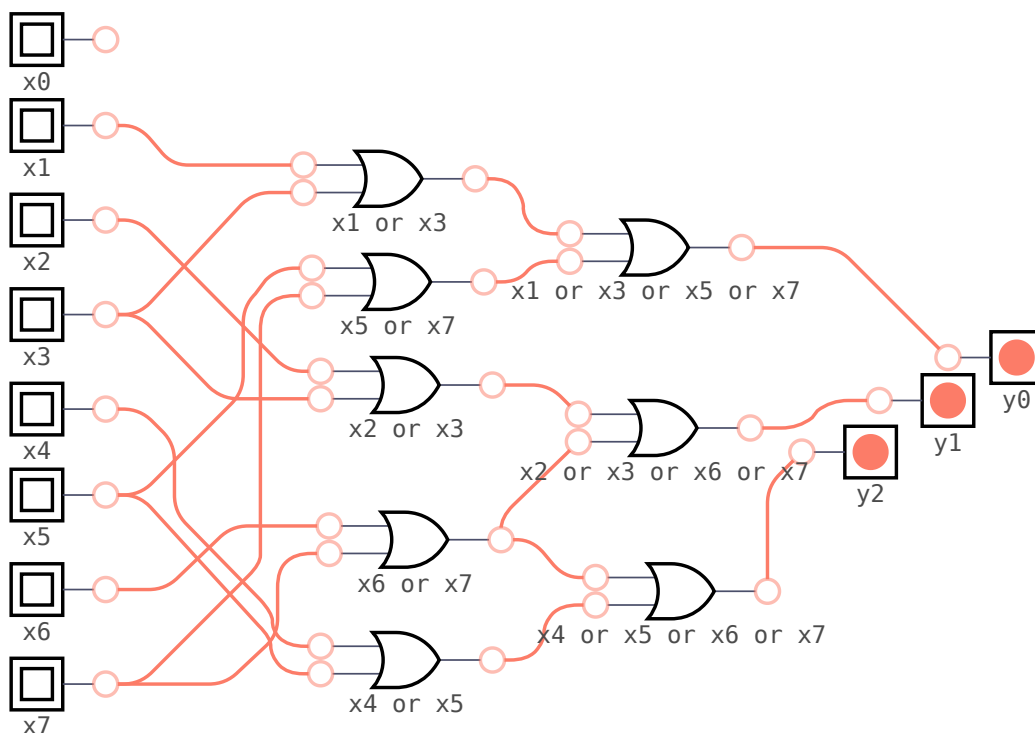 x0
x1
x2
x3
x4
x5
x6
x7
x1 or x3
x5 or x7
x2 or x3
x6 or x7
x4 or x5
x1 or x3 or x5 or x7
x2 or x3 or x6 or x7
x4 or x5 or x6 or x7
y0
y1
y2